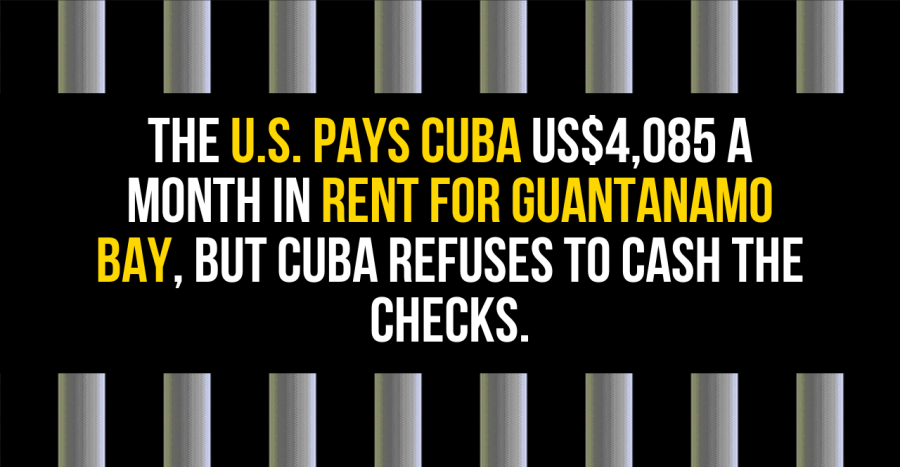 THE U.S. PAYS CUBA US$4,085 A
MONTH IN RENT FOR GUANTANAMO
BAY, BUT CUBA REFUSES TO CASH THE
CHECKS.